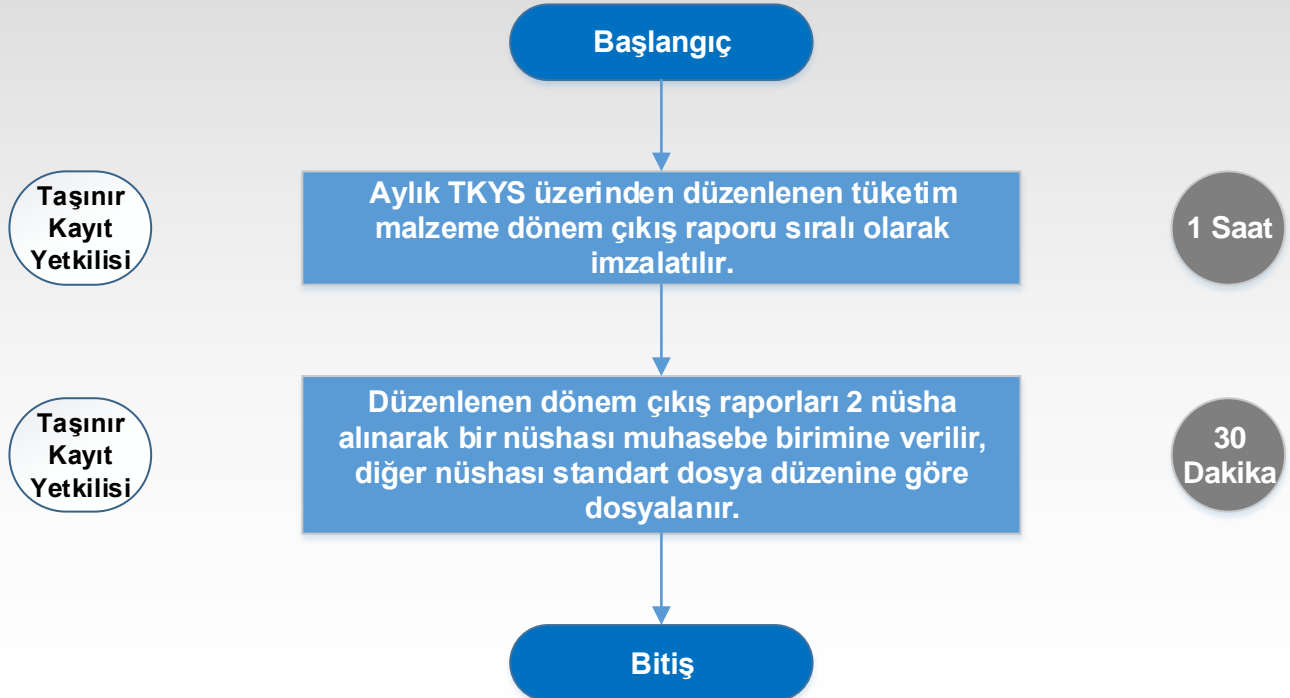 Başlangıç
Taşınır
Kayıt
Yetkilisi
Aylık TKYS üzerinden düzenlenen tüketim
malzeme dönem çıkış raporu sıralı olarak
imzalatılır.
1 Saat
Taşınır
Kayıt
Yetkilisi
Düzenlenen dönem çıkış raporları 2 nüsha
alınarak bir nüshası muhasebe birimine verilir,
diğer nüshası standart dosya düzenine göre
dosyalanır.
30
Dakika
Bitiş